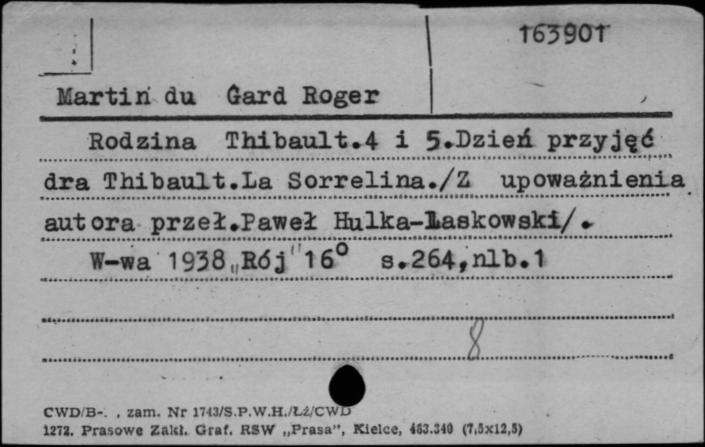 163901
Martin du Gard Roger
Rodzina Thibault.4 i 5.Dzień przyjęć
dra Thibault.La Sorrelina./Z upoważnienia
autora przeł.Paweł Hulka-Laskowski/.
W-wa 1938 „Rój" 16° s.264, nlb.1
8
CWD/B-. , zam. Nr 1743/S.P.W.H./Łź/CWD
1272. Prasowe Zakł. Graf. RSW „Prasa", Kielce, 463.340 (7,5x12,5)